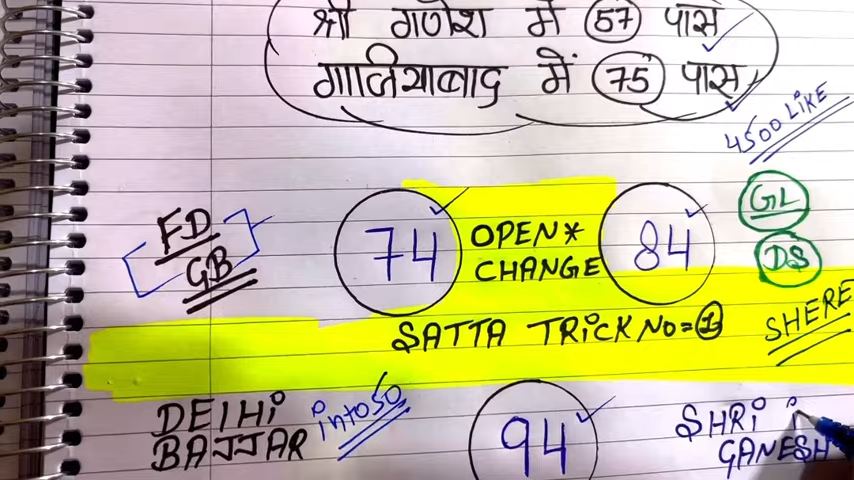 श्री गणेश में 57 पास
गाजियाबाद में 75 पास
4500 LIKE
FD
GB
74
OPEN*
CHANGE
84
GL
DS
SATTA TRiCK No=1
SHERE
DElHi
BAJJAR
into50
94
SHRi
GANESH